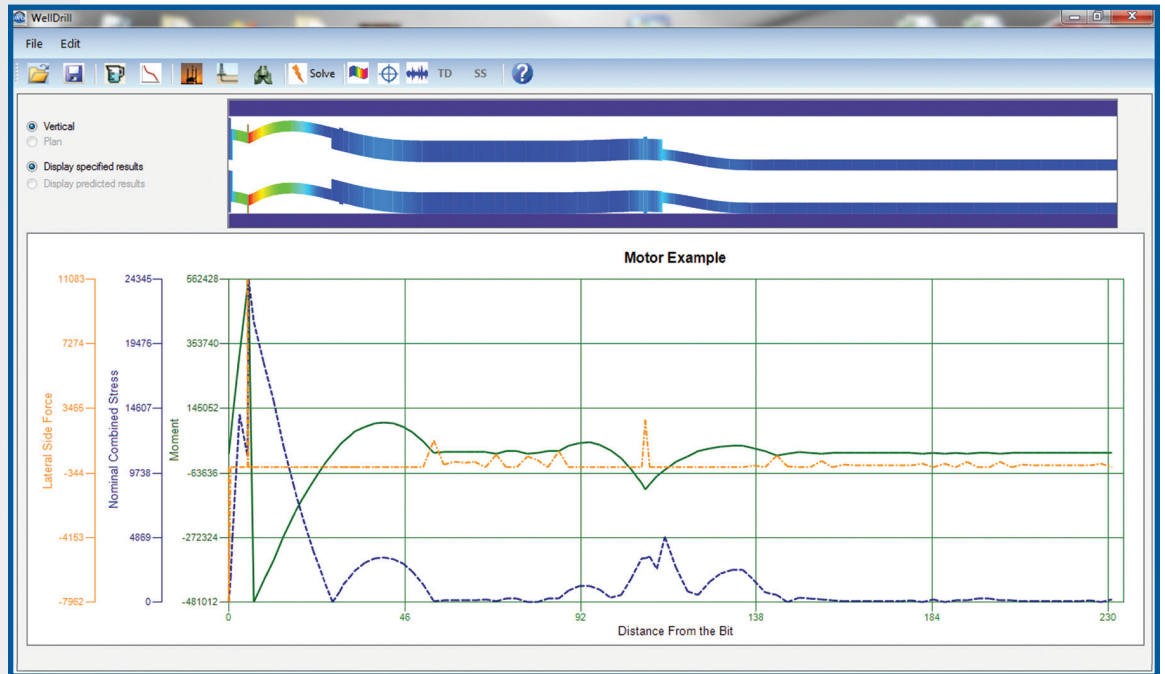 WellDrill
File Edit
Solve TD SS ?
Vertical
Plan
Display specified results
Display predicted results
Motor Example
11083 24345 562428
7274 19476 353740
3465 14607 145052
-344 9738 -63636
-4153 4869 -272324
-7962 0 -481012
Lateral Side Force
Nominal Combined Stress
Moment
0 46 92 138 184 230
Distance From the Bit